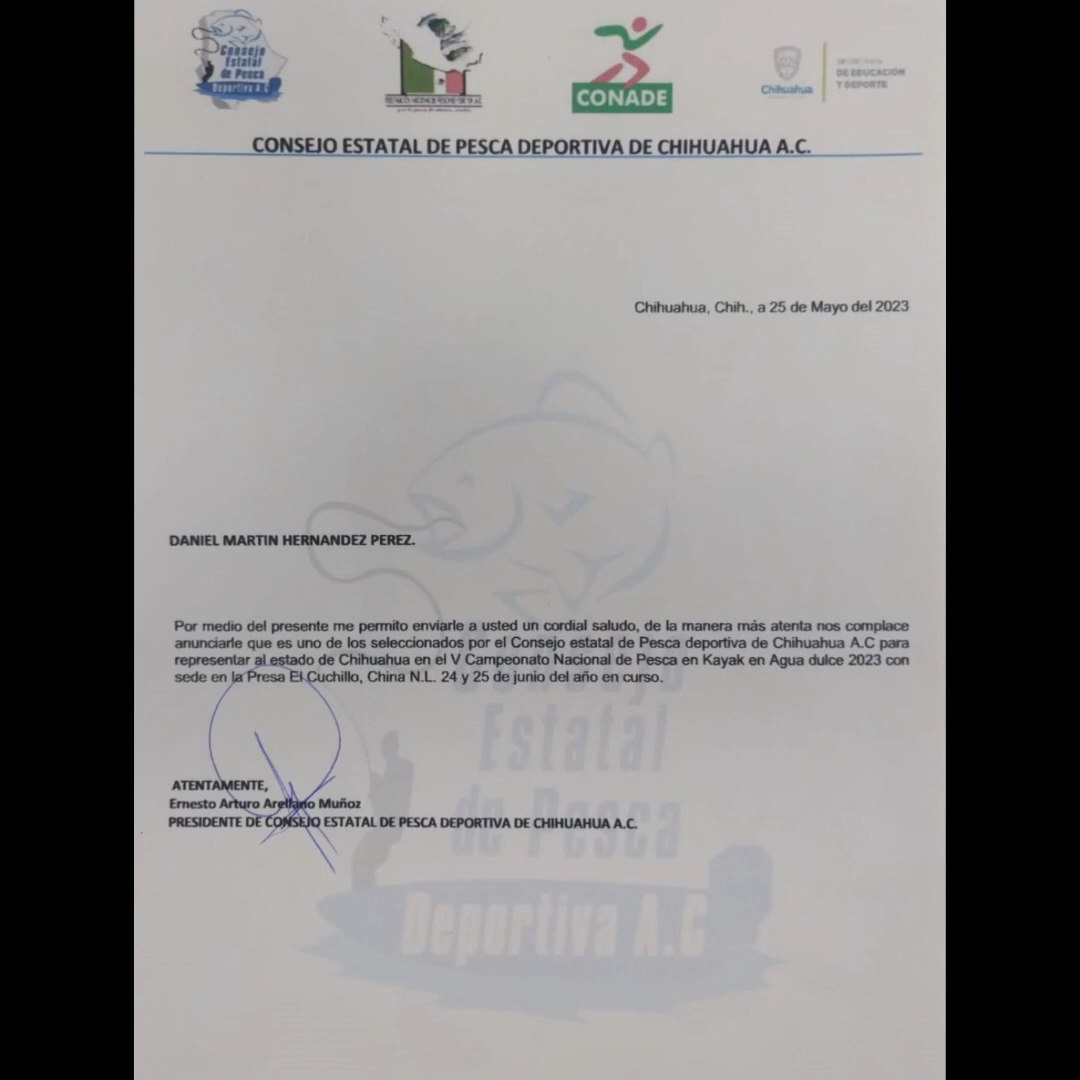 Consejo
Estatal
de Pesca
Deportiva A.C
CONADE
Chihuahua
SECRETARÍA
DE EDUCACIÓN
Y DEPORTE
CONSEJO ESTATAL DE PESCA DEPORTIVA DE CHIHUAHUA A.C.
Chihuahua, Chih., a 25 de Mayo del 2023
DANIEL MARTIN HERNANDEZ PEREZ.
Por medio del presente me permito enviarle a usted un cordial saludo, de la manera más atenta nos complace
anunciarle que es uno de los seleccionados por el Consejo estatal de Pesca deportiva de Chihuahua A.C para
representar al estado de Chihuahua en el V Campeonato Nacional de Pesca en Kayak en Agua dulce 2023 con
sede en la Presa El Cuchillo, China N.L. 24 y 25 de junio del año en curso.
ATENTAMENTE,
Ernesto Arturo Arellano Muñoz
PRESIDENTE DE CONSEJO ESTATAL DE PESCA DEPORTIVA DE CHIHUAHUA A.C.
Consejo
Estatal
de Pesca
Deportiva A.C